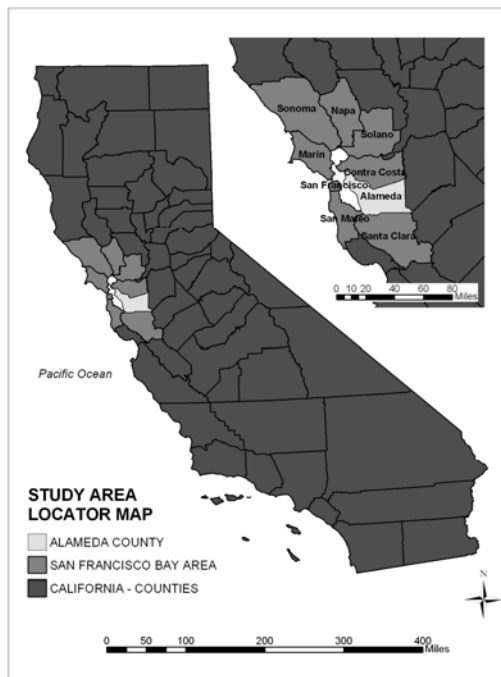 Sonoma
Napa
Solano
Marin
Contra Costa
San Francisco
Alameda
San Mateo
Santa Clara
0 10 20 40 60 80
Miles
Pacific Ocean
STUDY AREA
LOCATOR MAP
ALAMEDA COUNTY
SAN FRANCISCO BAY AREA
CALIFORNIA - COUNTIES
N
0 50 100 200 300 400
Miles